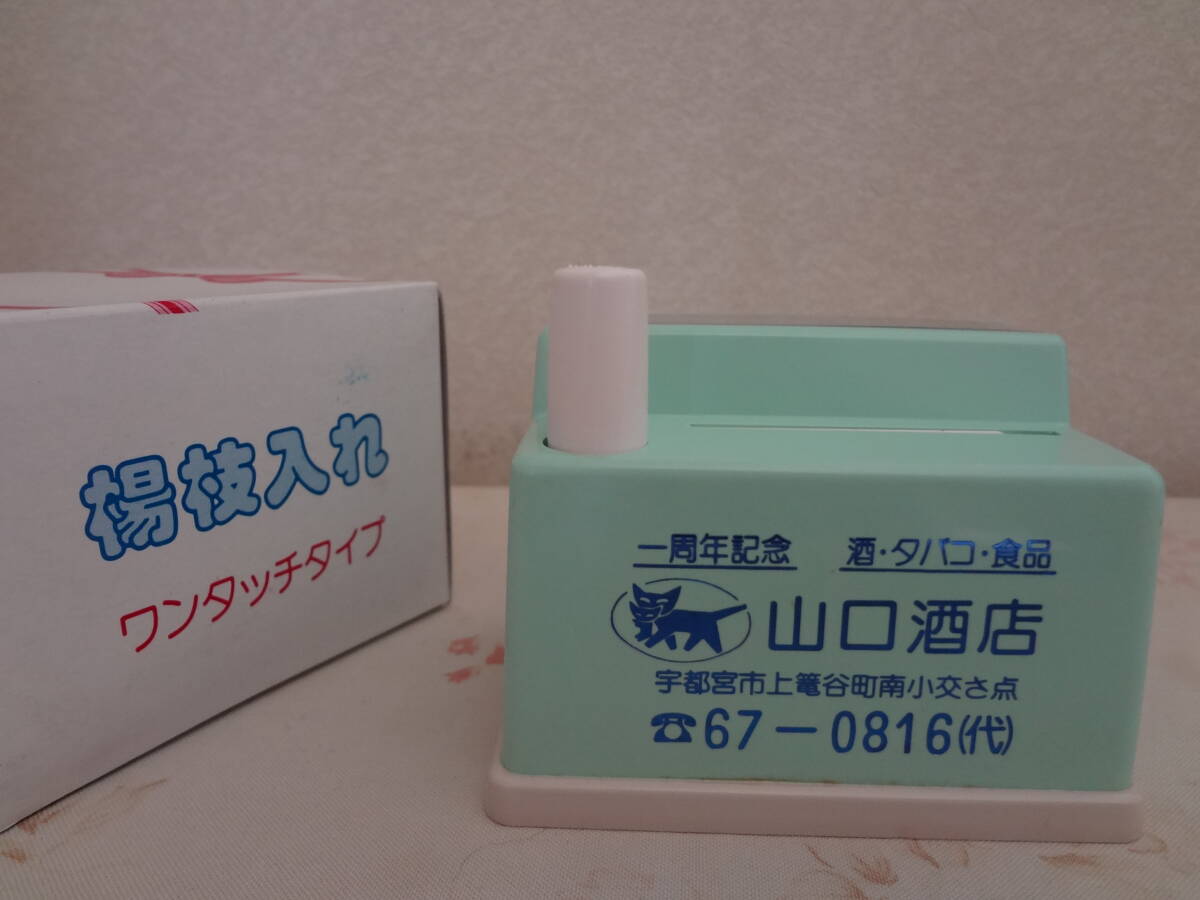 楊枝入れ
ワンタッチタイプ
一周年記念 酒・タバコ・食品
山口酒店
宇都宮市上篭谷町南小交さ点
☎67－0816㈹